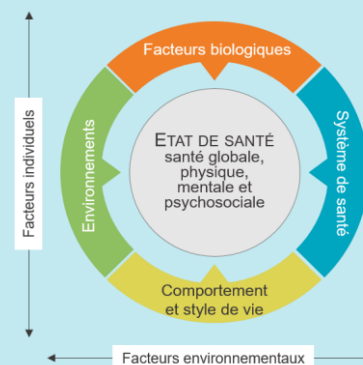 Facteurs biologiques
Facteurs individuels
Environnements
ETAT DE SANTÉ
santé globale,
physique,
mentale et
psychosociale
Système de santé
Comportement
et style de vie
Facteurs environnementaux